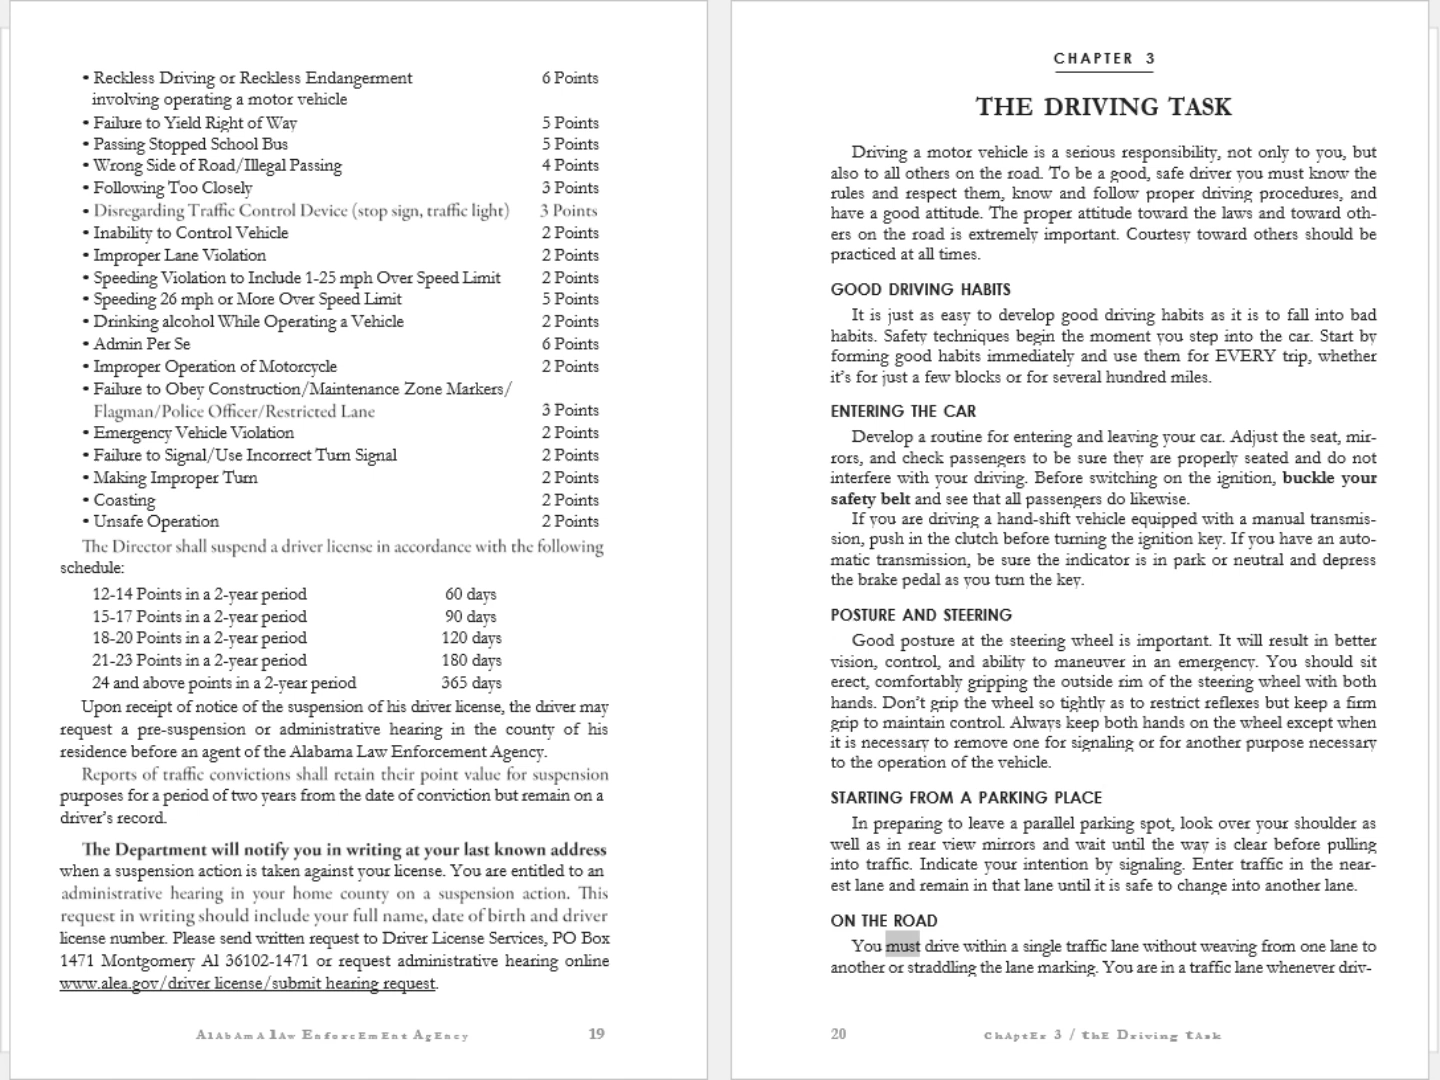 • Reckless Driving or Reckless Endangerment 6 Points
involving operating a motor vehicle
• Failure to Yield Right of Way 5 Points
• Passing Stopped School Bus 5 Points
• Wrong Side of Road/Illegal Passing 4 Points
• Following Too Closely 3 Points
• Disregarding Traffic Control Device (stop sign, traffic light) 3 Points
• Inability to Control Vehicle 2 Points
• Improper Lane Violation 2 Points
• Speeding Violation to Include 1-25 mph Over Speed Limit 2 Points
• Speeding 26 mph or More Over Speed Limit 5 Points
• Drinking alcohol While Operating a Vehicle 2 Points
• Admin Per Se 6 Points
• Improper Operation of Motorcycle 2 Points
• Failure to Obey Construction/Maintenance Zone Markers/
Flagman/Police Officer/Restricted Lane 3 Points
• Emergency Vehicle Violation 2 Points
• Failure to Signal/Use Incorrect Turn Signal 2 Points
• Making Improper Turn 2 Points
• Coasting 2 Points
• Unsafe Operation 2 Points
The Director shall suspend a driver license in accordance with the following
schedule:
12-14 Points in a 2-year period 60 days
15-17 Points in a 2-year period 90 days
18-20 Points in a 2-year period 120 days
21-23 Points in a 2-year period 180 days
24 and above points in a 2-year period 365 days
Upon receipt of notice of the suspension of his driver license, the driver may
request a pre-suspension or administrative hearing in the county of his
residence before an agent of the Alabama Law Enforcement Agency.
Reports of traffic convictions shall retain their point value for suspension
purposes for a period of two years from the date of conviction but remain on a
driver's record.
The Department will notify you in writing at your last known address
when a suspension action is taken against your license. You are entitled to an
administrative hearing in your home county on a suspension action. This
request in writing should include your full name, date of birth and driver
license number. Please send written request to Driver License Services, PO Box
1471 Montgomery Al 36102-1471 or request administrative hearing online
www.alea.gov/driver license/submit hearing request.
AlAbAmA lAw EnforcEmEnt AgEncy 19
CHAPTER 3
THE DRIVING TASK
Driving a motor vehicle is a serious responsibility, not only to you, but
also to all others on the road. To be a good, safe driver you must know the
rules and respect them, know and follow proper driving procedures, and
have a good attitude. The proper attitude toward the laws and toward oth-
ers on the road is extremely important. Courtesy toward others should be
practiced at all times.
GOOD DRIVING HABITS
It is just as easy to develop good driving habits as it is to fall into bad
habits. Safety techniques begin the moment you step into the car. Start by
forming good habits immediately and use them for EVERY trip, whether
it's for just a few blocks or for several hundred miles.
ENTERING THE CAR
Develop a routine for entering and leaving your car. Adjust the seat, mir-
rors, and check passengers to be sure they are properly seated and do not
interfere with your driving. Before switching on the ignition, buckle your
safety belt and see that all passengers do likewise.
If you are driving a hand-shift vehicle equipped with a manual transmis-
sion, push in the clutch before turning the ignition key. If you have an auto-
matic transmission, be sure the indicator is in park or neutral and depress
the brake pedal as you turn the key.
POSTURE AND STEERING
Good posture at the steering wheel is important. It will result in better
vision, control, and ability to maneuver in an emergency. You should sit
erect, comfortably gripping the outside rim of the steering wheel with both
hands. Don't grip the wheel so tightly as to restrict reflexes but keep a firm
grip to maintain control. Always keep both hands on the wheel except when
it is necessary to remove one for signaling or for another purpose necessary
to the operation of the vehicle.
STARTING FROM A PARKING PLACE
In preparing to leave a parallel parking spot, look over your shoulder as
well as in rear view mirrors and wait until the way is clear before pulling
into traffic. Indicate your intention by signaling. Enter traffic in the near-
est lane and remain in that lane until it is safe to change into another lane.
ON THE ROAD
You must drive within a single traffic lane without weaving from one lane to
another or straddling the lane marking. You are in a traffic lane whenever driv-
20 ChAptEr 3 / thE Driving tAsk